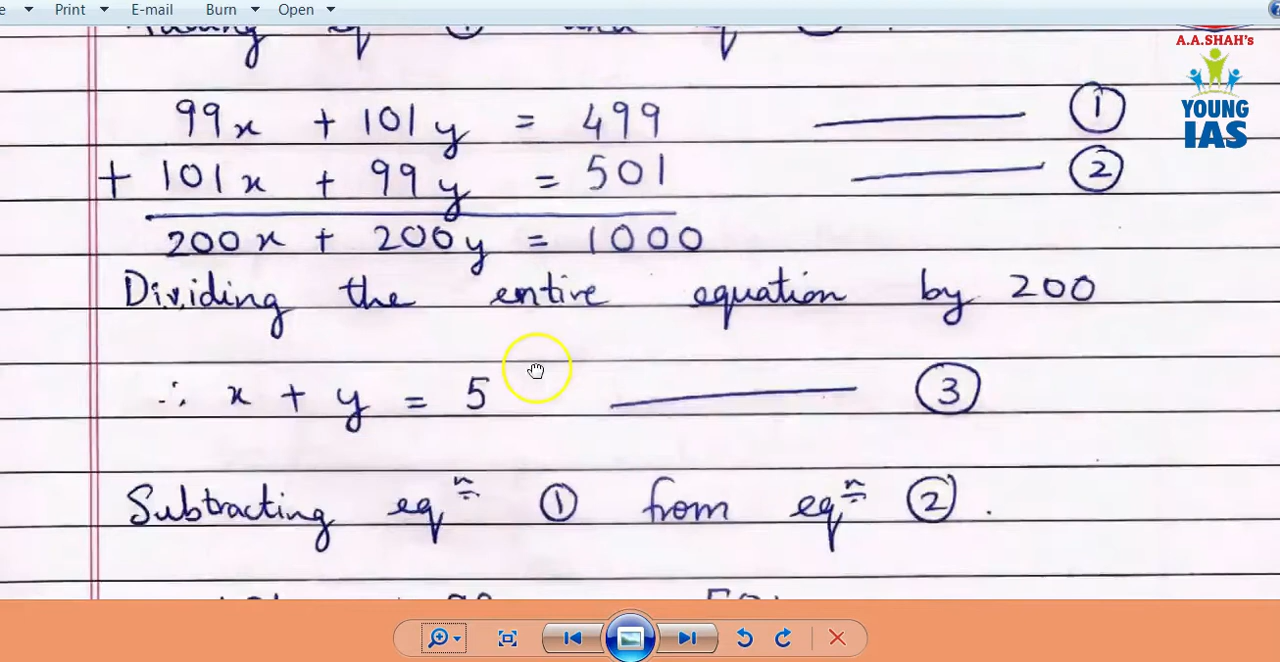 Print E-mail Burn Open
A.A.SHAH's
YOUNG
IAS
99x + 101y = 499 ——— ①
+ 101x + 99y = 501 ——— ②
200x + 200y = 1000
Dividing the entire equation by 200
∴ x + y = 5 ——— ③
Subtracting eqⁿ ① from eqⁿ ② .